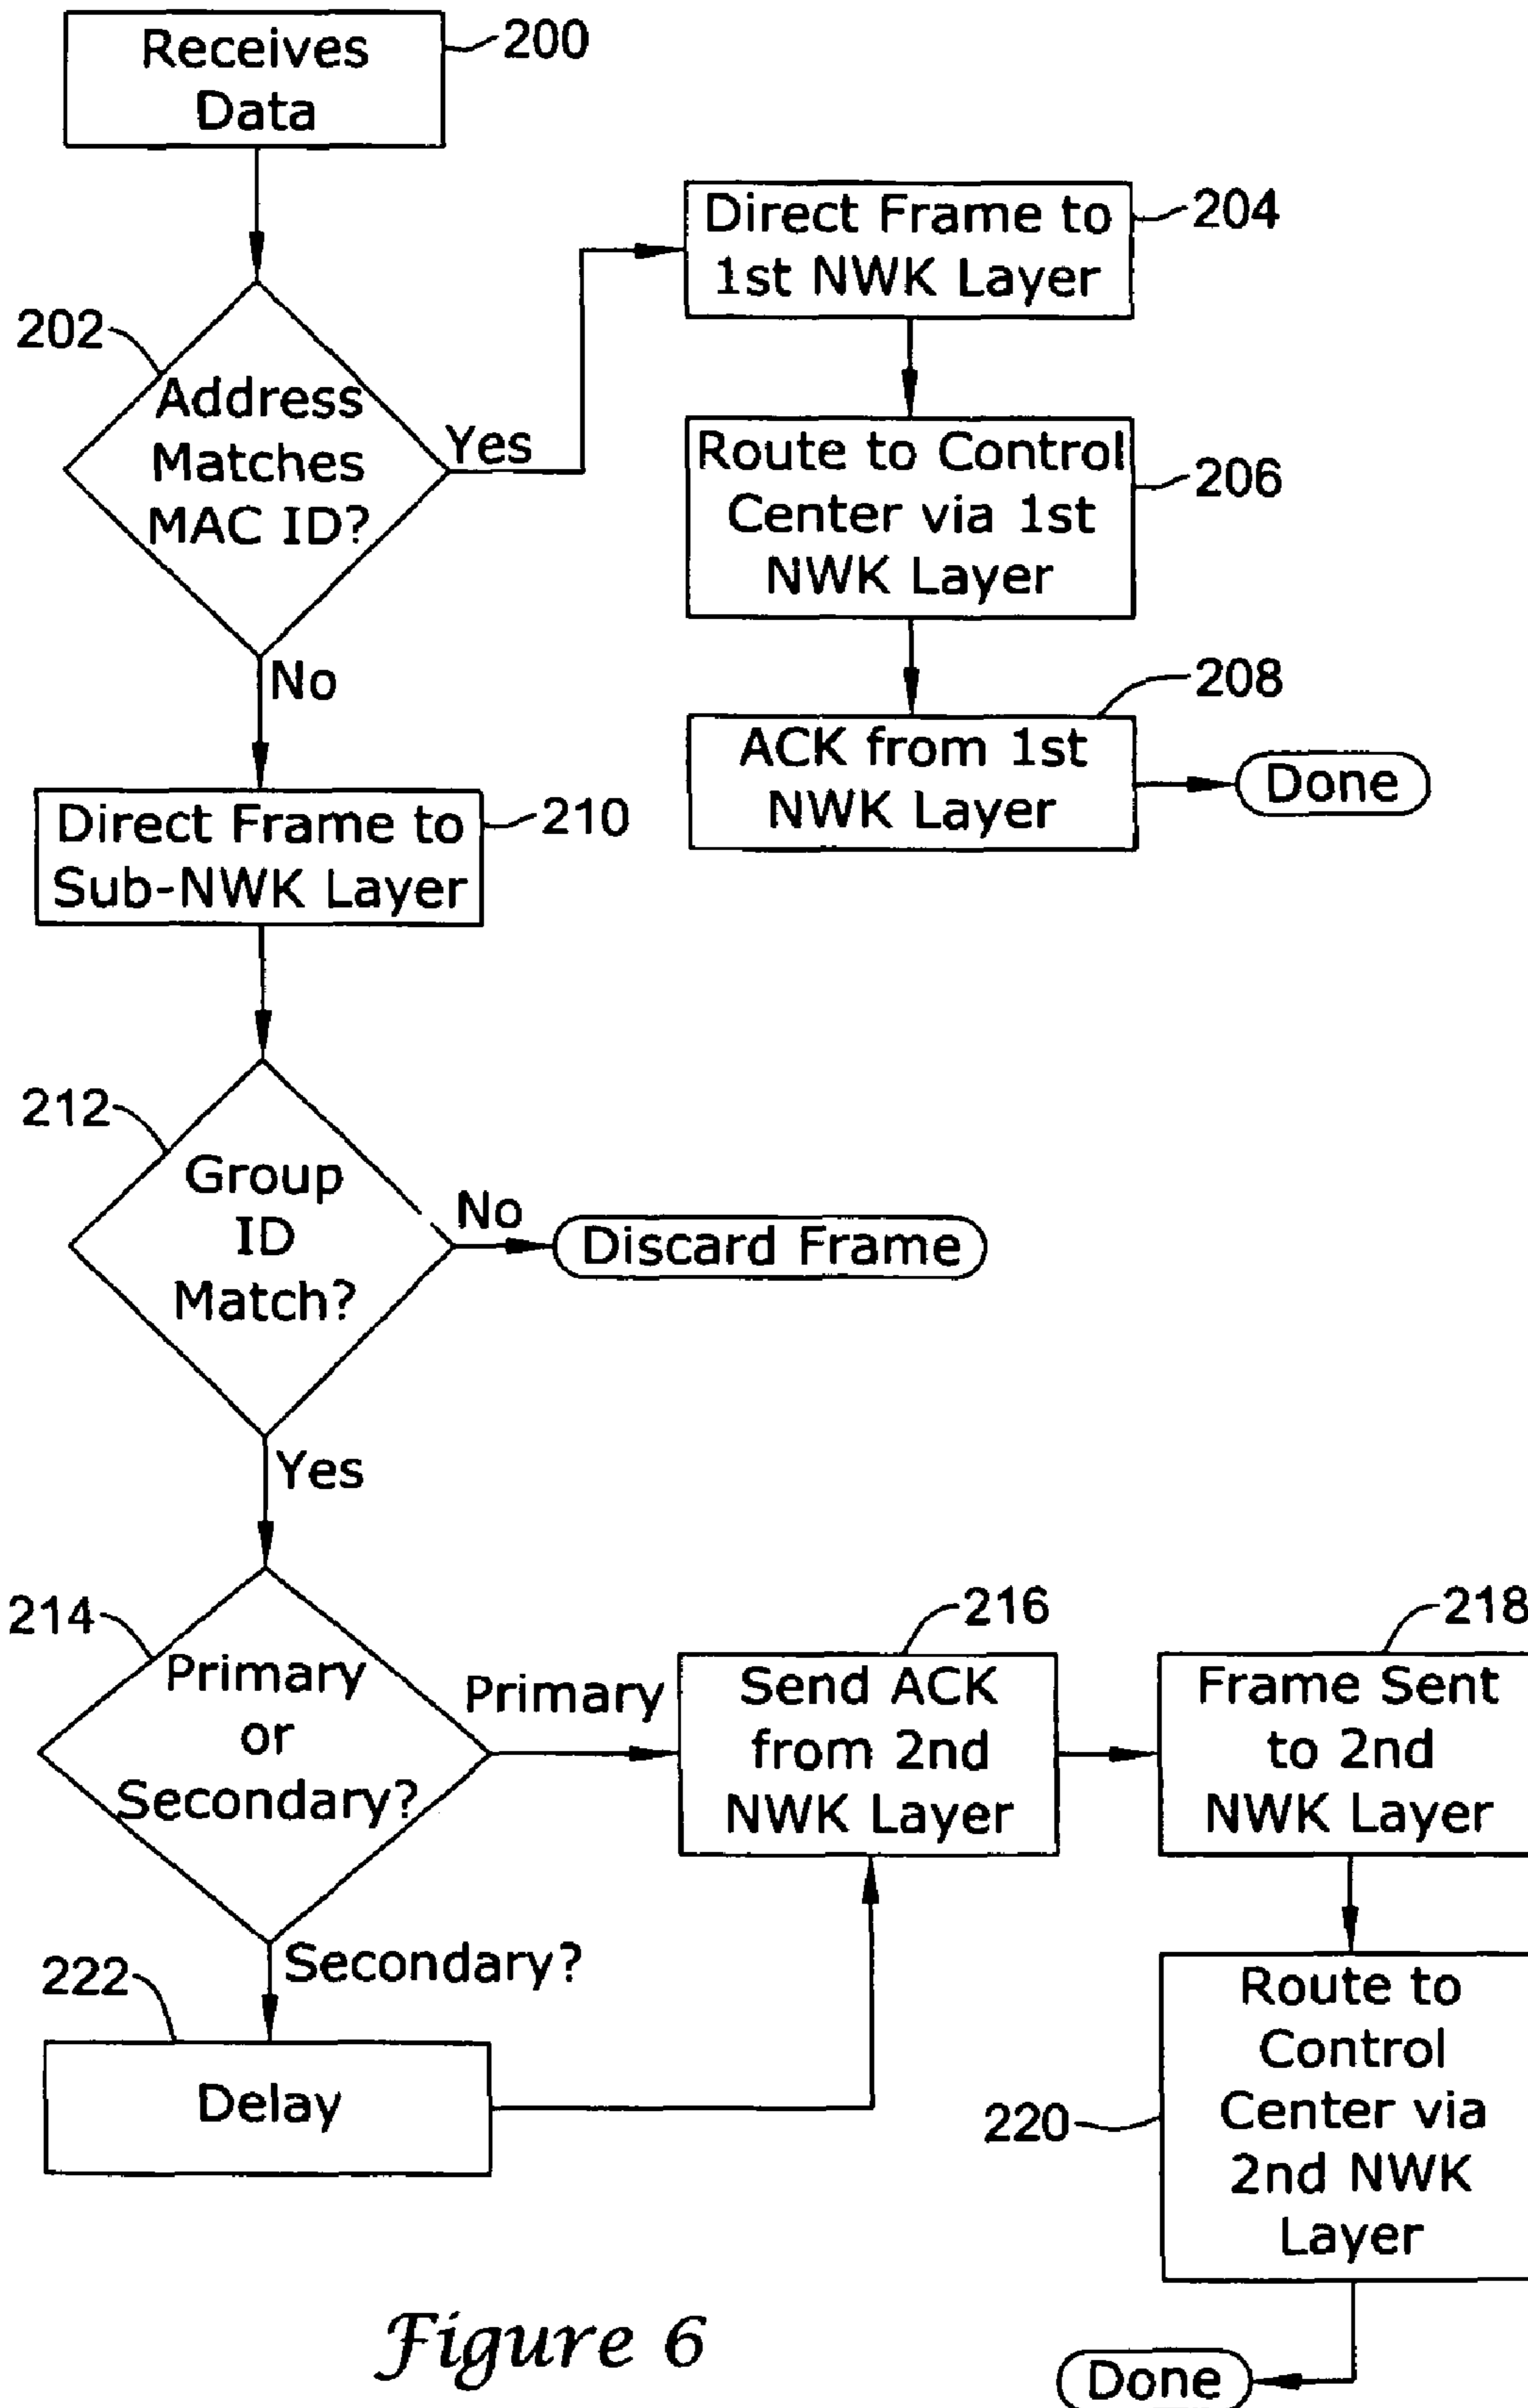 Receives
Data
200
202
Address
Matches
MAC ID?
Yes
No
Direct Frame to
1st NWK Layer
204
Route to Control
Center via 1st
NWK Layer
206
208
ACK from 1st
NWK Layer
Done
Direct Frame to
Sub-NWK Layer
210
212
Group
ID
Match?
No
Discard Frame
Yes
214
Primary
or
Secondary?
Primary
216
Send ACK
from 2nd
NWK Layer
218
Frame Sent
to 2nd
NWK Layer
Secondary?
222
Delay
220
Route to
Control
Center via
2nd NWK
Layer
Done
Figure 6